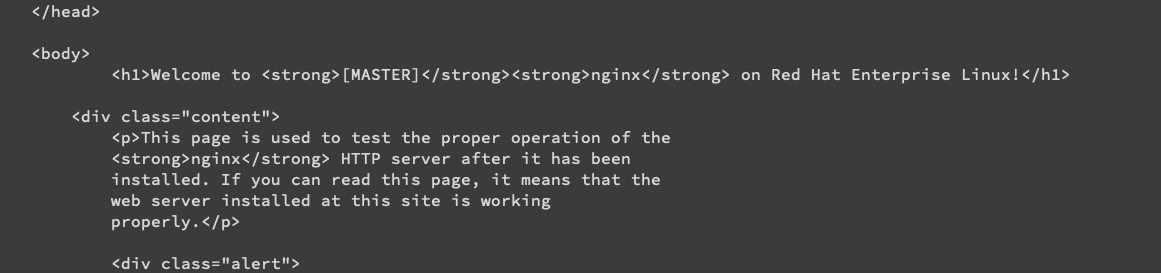 </head>
<body>
<h1>Welcome to <strong>[MASTER]</strong><strong>nginx</strong> on Red Hat Enterprise Linux!</h1>
<div class="content">
<p>This page is used to test the proper operation of the
<strong>nginx</strong> HTTP server after it has been
installed. If you can read this page, it means that the
web server installed at this site is working
properly.</p>
<div class="alert">